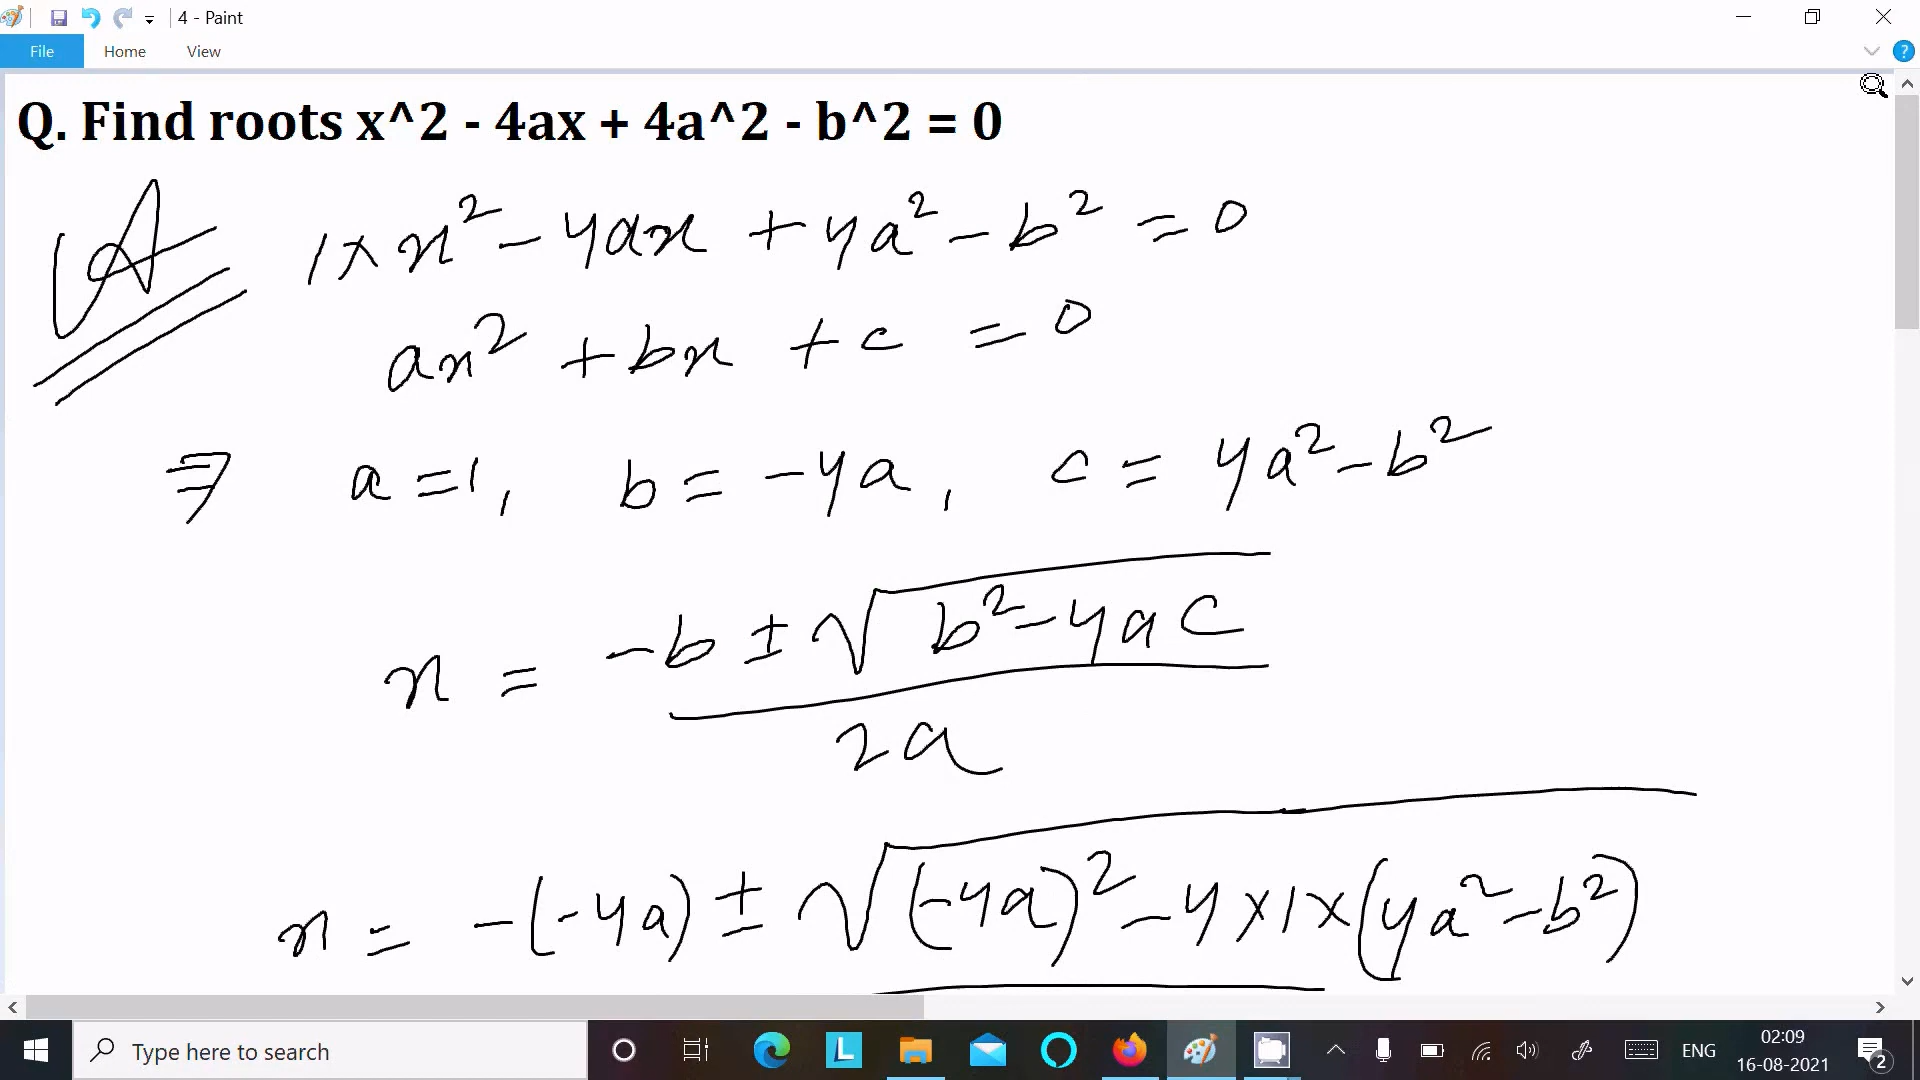 4 - Paint
File Home View
Q. Find roots x^2 - 4ax + 4a^2 - b^2 = 0
A
1 × x² - 4ax + 4a² - b² = 0
ax² + bx + c = 0
⇒ a = 1, b = -4a, c = 4a² - b²
x = -b ± √(b² - 4ac)
2a
x = -(-4a) ± √((-4a)² - 4×1×(4a² - b²))
Type here to search
L
ENG
02:09
16-08-2021
2